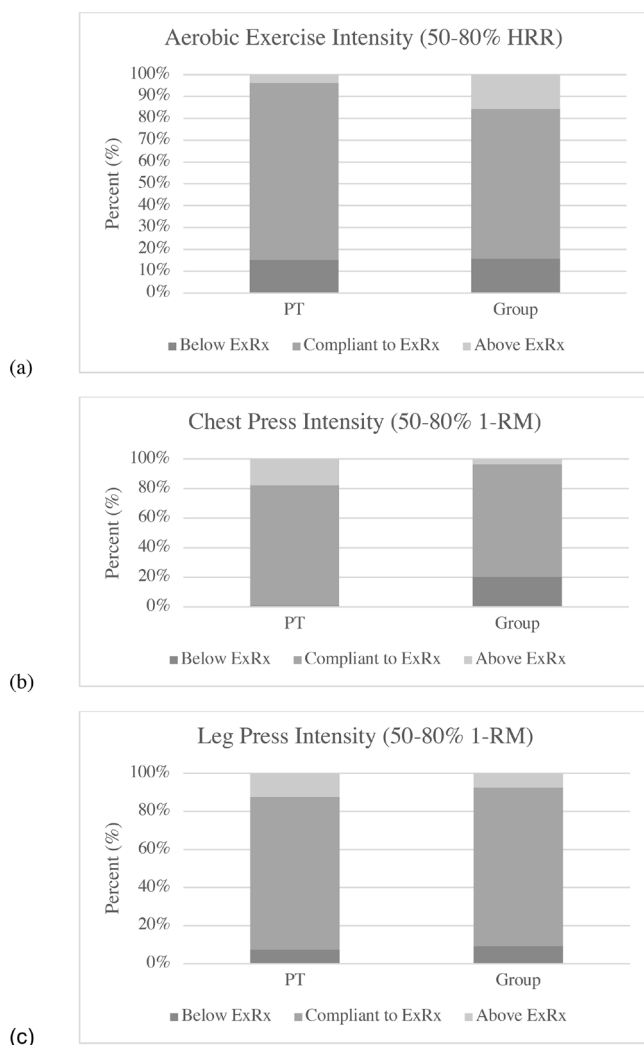 Aerobic Exercise Intensity (50-80% HRR)
100%
90%
80%
70%
60%
50%
40%
30%
20%
10%
0%
Percent (%)
PT Group
Below ExRx Compliant to ExRx Above ExRx
(a)
Chest Press Intensity (50-80% 1-RM)
100%
80%
60%
40%
20%
0%
Percent (%)
PT Group
Below ExRx Compliant to ExRx Above ExRx
(b)
Leg Press Intensity (50-80% 1-RM)
100%
80%
60%
40%
20%
0%
Percent (%)
PT Group
Below ExRx Compliant to ExRx Above ExRx
(c)